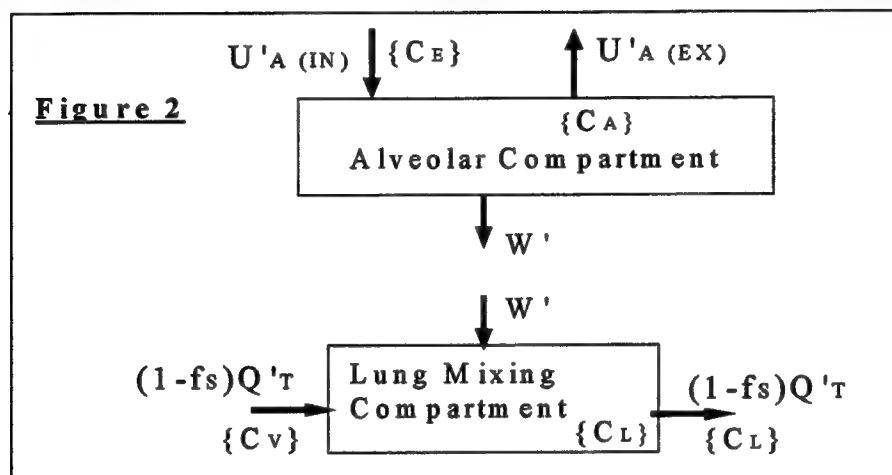 U'A (IN) {CE} U'A (EX)
Figure 2
{CA}
Alveolar Compartment
W'
W'
(1-fs)Q'T Lung Mixing (1-fs)Q'T
Compartment
{CV} {CL} {CL}